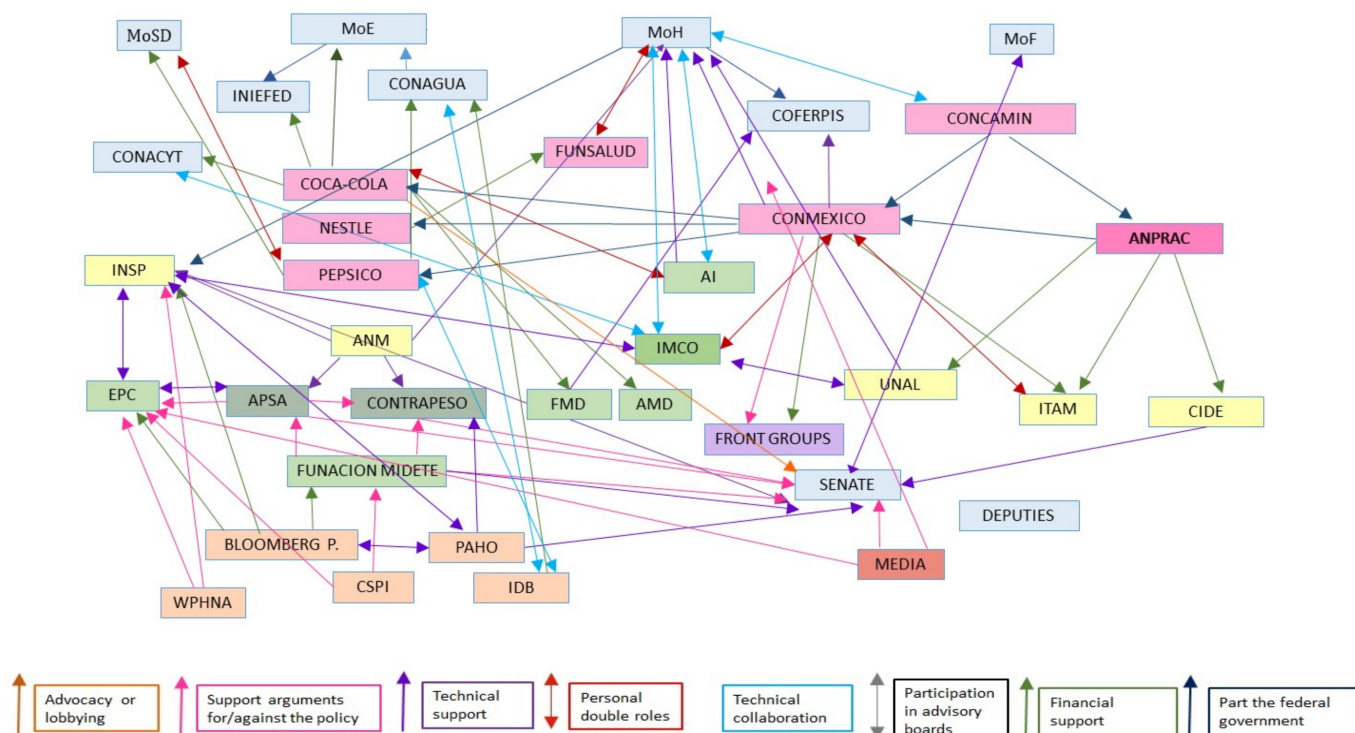 MoSD
MoE
MoH
MoF
INIEFED
CONAGUA
COFERPIS
CONCAMIN
CONACYT
FUNSALUD
COCA-COLA
NESTLE
CONMEXICO
ANPRAC
INSP
PEPSICO
AI
ANM
IMCO
EPC
APSA
CONTRAPESO
FMD
AMD
UNAL
ITAM
CIDE
FRONT GROUPS
FUNACION MIDETE
SENATE
DEPUTIES
BLOOMBERG P.
PAHO
MEDIA
WPHNA
CSPI
IDB
Advocacy or
lobbying
Support arguments
for/against the policy
Technical
support
Personal
double roles
Technical
collaboration
Participation
in advisory
boards
Financial
support
Part the federal
government